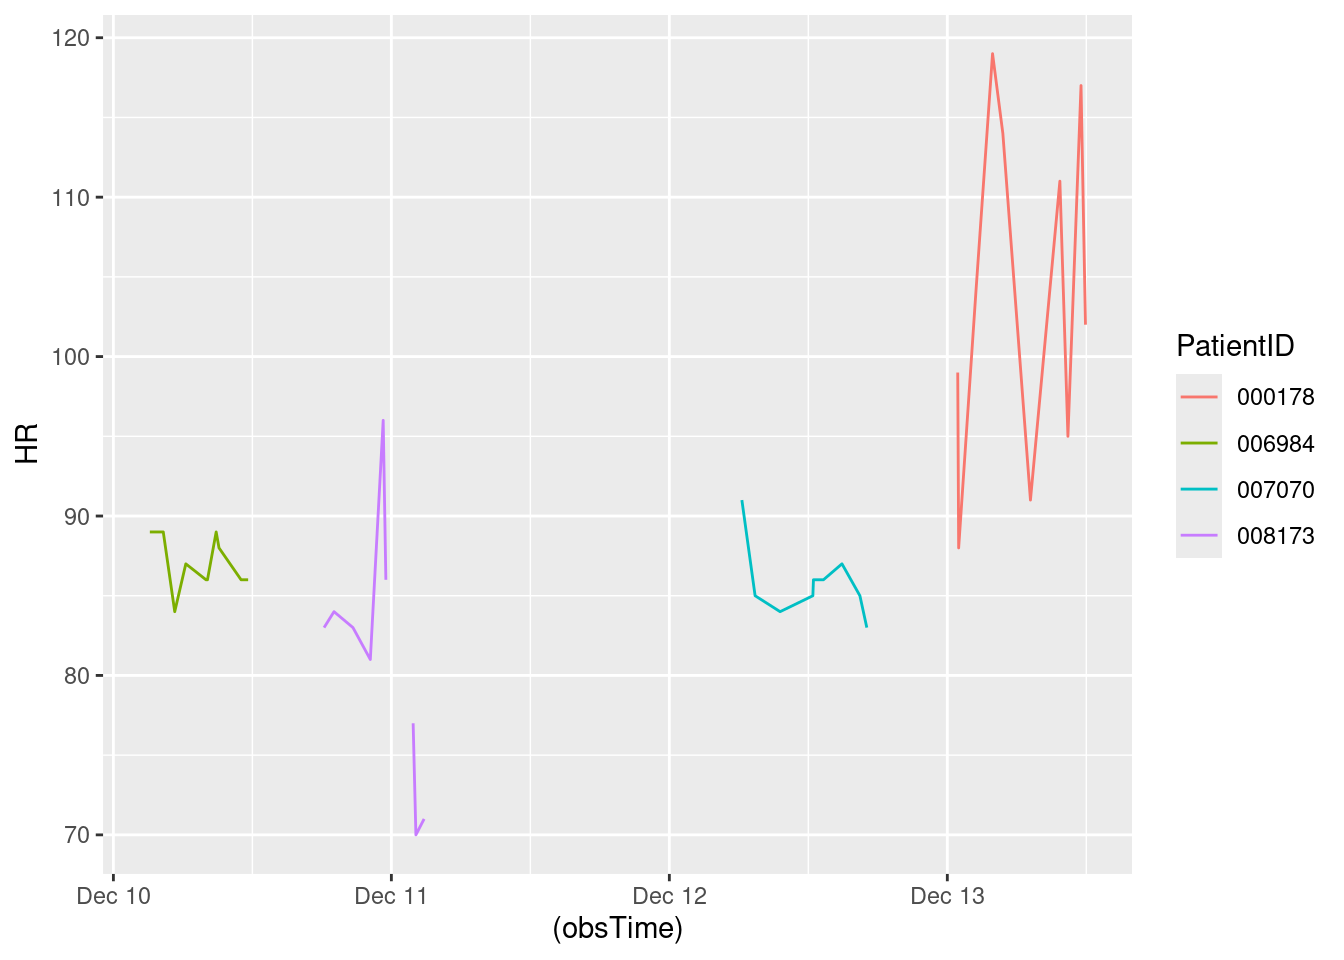 120
110
100
90
80
70
HR
Dec 10
Dec 11
Dec 12
Dec 13
(obsTime)
PatientID
000178
006984
007070
008173